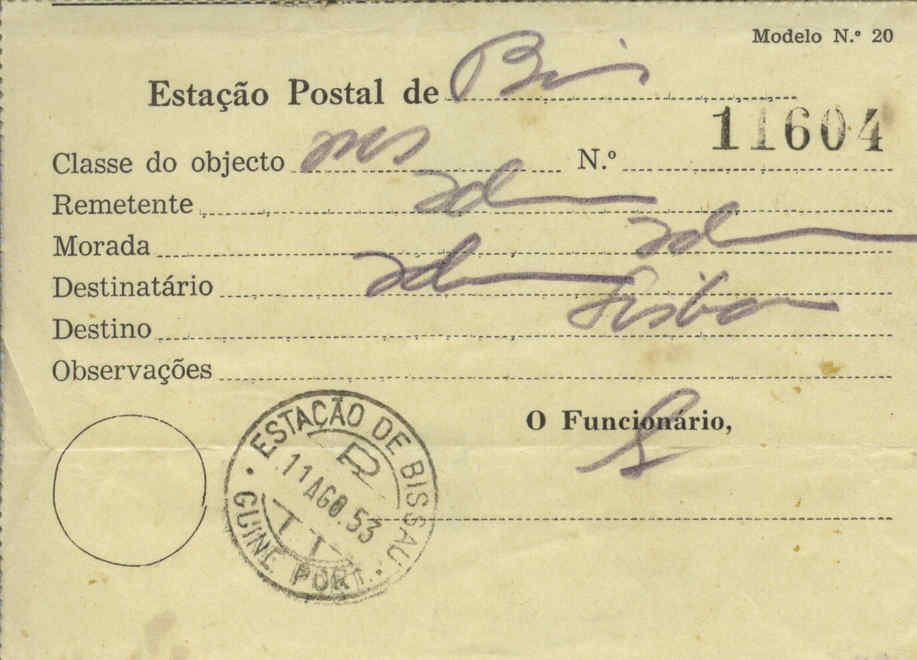 Modelo N.º 20
Estação Postal de
11604
Classe do objecto N.º
Remetente
Morada
Destinatário
Destino Lisboa
Observações
O Funcionário,
ESTAÇÃO DE BISSAU
R
11 AGO. 53
T T
GUINÉ PORT.